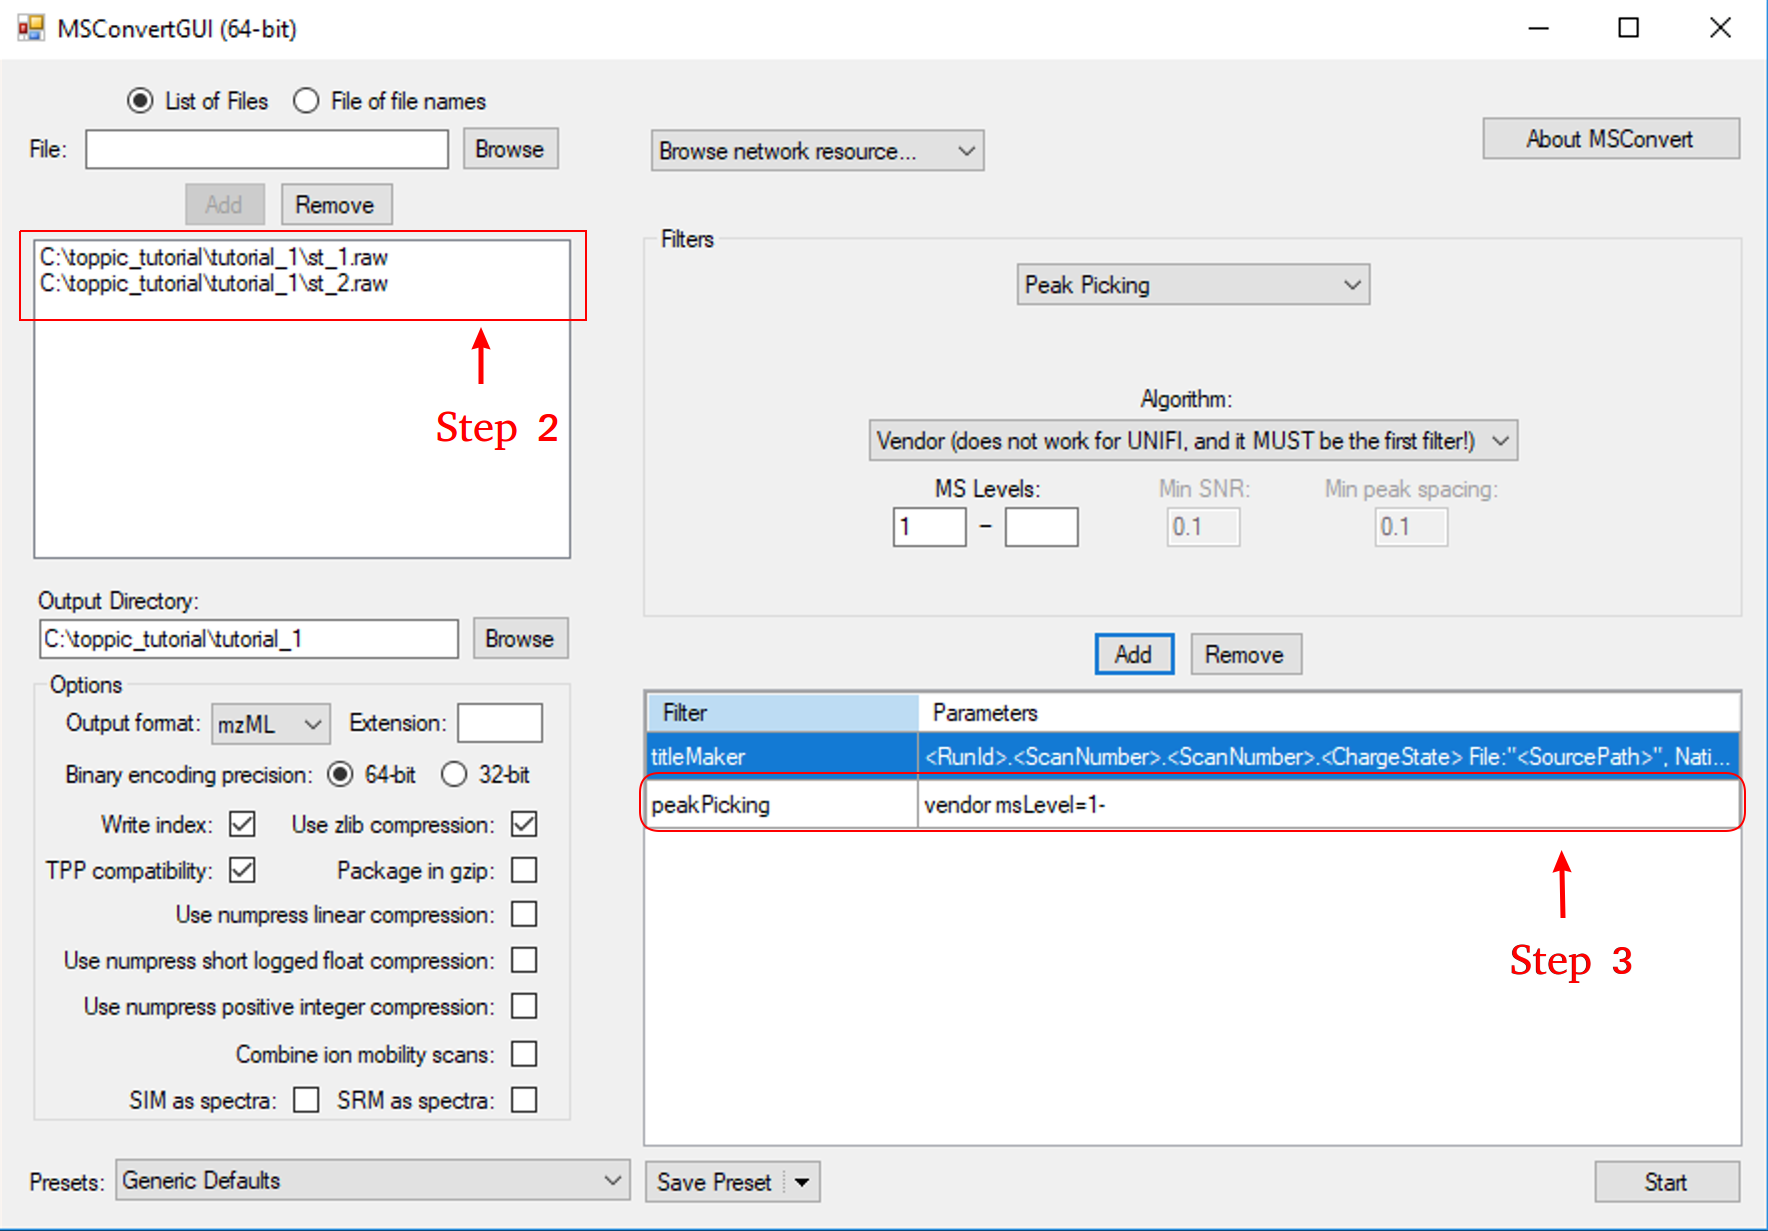 MSConvertGUI (64-bit)
List of Files File of file names
File: Browse Browse network resource... About MSConvert
Add Remove
C:\toppic_tutorial\tutorial_1\st_1.raw
C:\toppic_tutorial\tutorial_1\st_2.raw
Step 2
Filters
Peak Picking
Algorithm:
Vendor (does not work for UNIFI, and it MUST be the first filter!)
MS Levels: Min SNR: Min peak spacing:
1 - 0.1 0.1
Output Directory:
C:\toppic_tutorial\tutorial_1 Browse
Add Remove
Options
Output format: mzML Extension:
Binary encoding precision: 64-bit 32-bit
Write index: Use zlib compression:
TPP compatibility: Package in gzip:
Use numpress linear compression:
Use numpress short logged float compression:
Use numpress positive integer compression:
Combine ion mobility scans:
SIM as spectra: SRM as spectra:
Filter Parameters
titleMaker <RunId>.<ScanNumber>.<ScanNumber>.<ChargeState> File:"<SourcePath>", Nati...
peakPicking vendor msLevel=1-
Step 3
Presets: Generic Defaults Save Preset Start